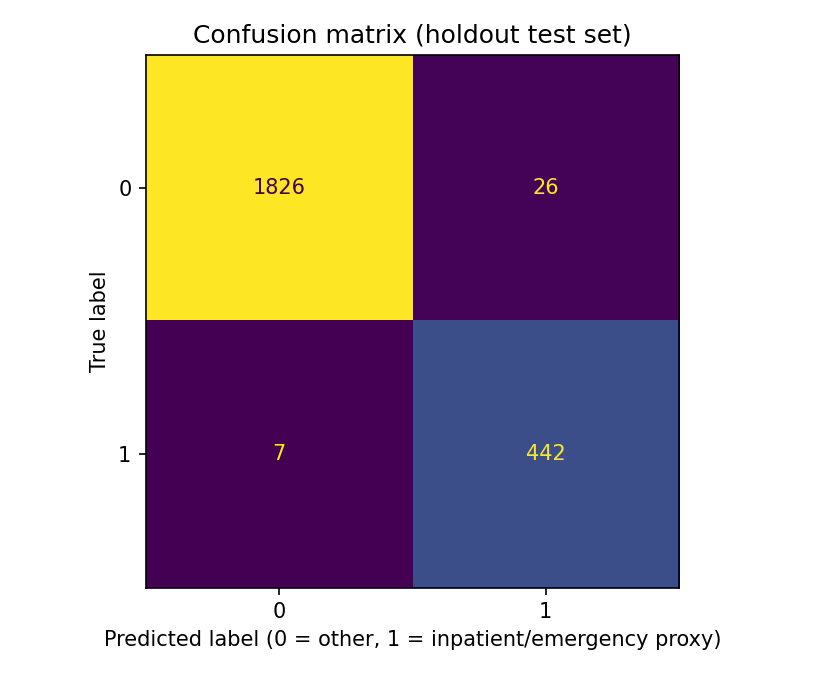 Confusion matrix (holdout test set)
True label
0
1826
26
1
7
442
0
1
Predicted label (0 = other, 1 = inpatient/emergency proxy)